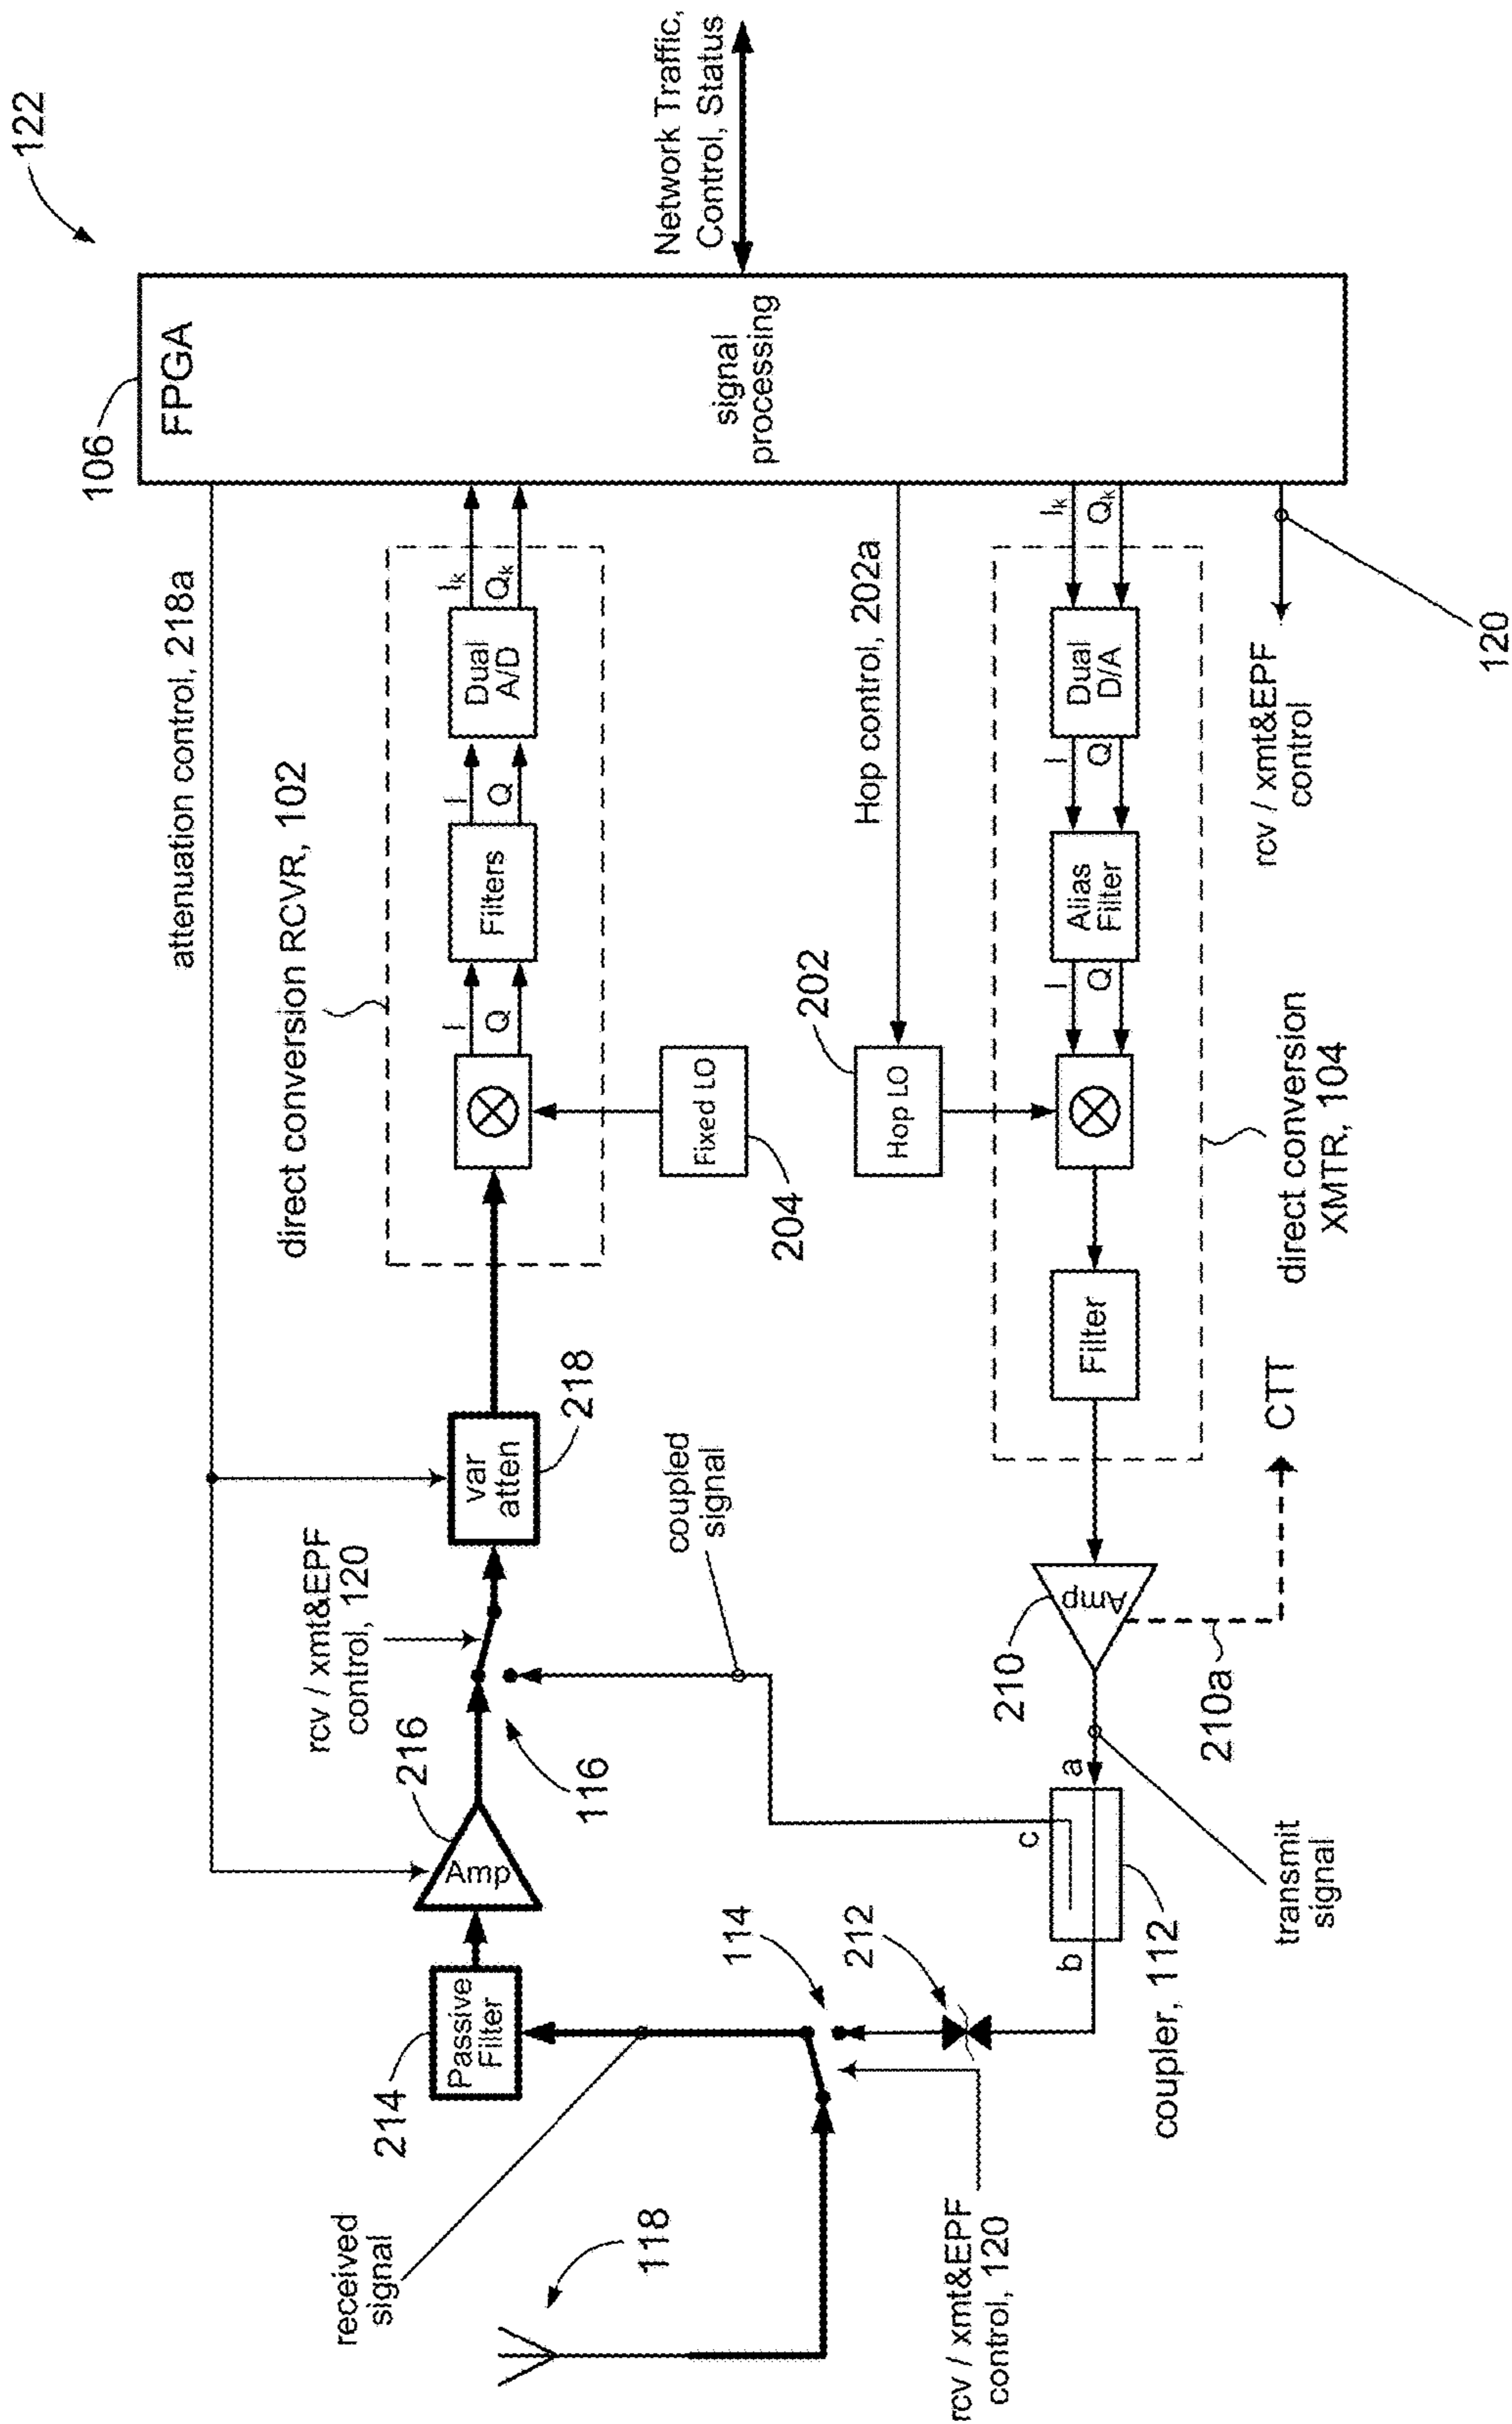 122
106
FPGA
signal
processing
Network Traffic,
Control, Status
attenuation control, 218a
direct conversion RCVR, 102
I
Q
Filters
I
Q
Dual
A/D
Ik
Qk
Fixed LO
204
202
Hop LO
Hop control, 202a
Ik
Qk
Dual
D/A
I
Q
Alias
Filter
I
Q
Filter
direct conversion
XMTR, 104
rcv / xmt&EPF
control
120
CTT
210a
210
Amp
transmit
signal
a
b
c
coupler, 112
coupled
signal
var
atten
218
rcv / xmt&EPF
control, 120
116
216
Amp
Passive
Filter
214
received
signal
114
212
rcv / xmt&EPF
control, 120
118